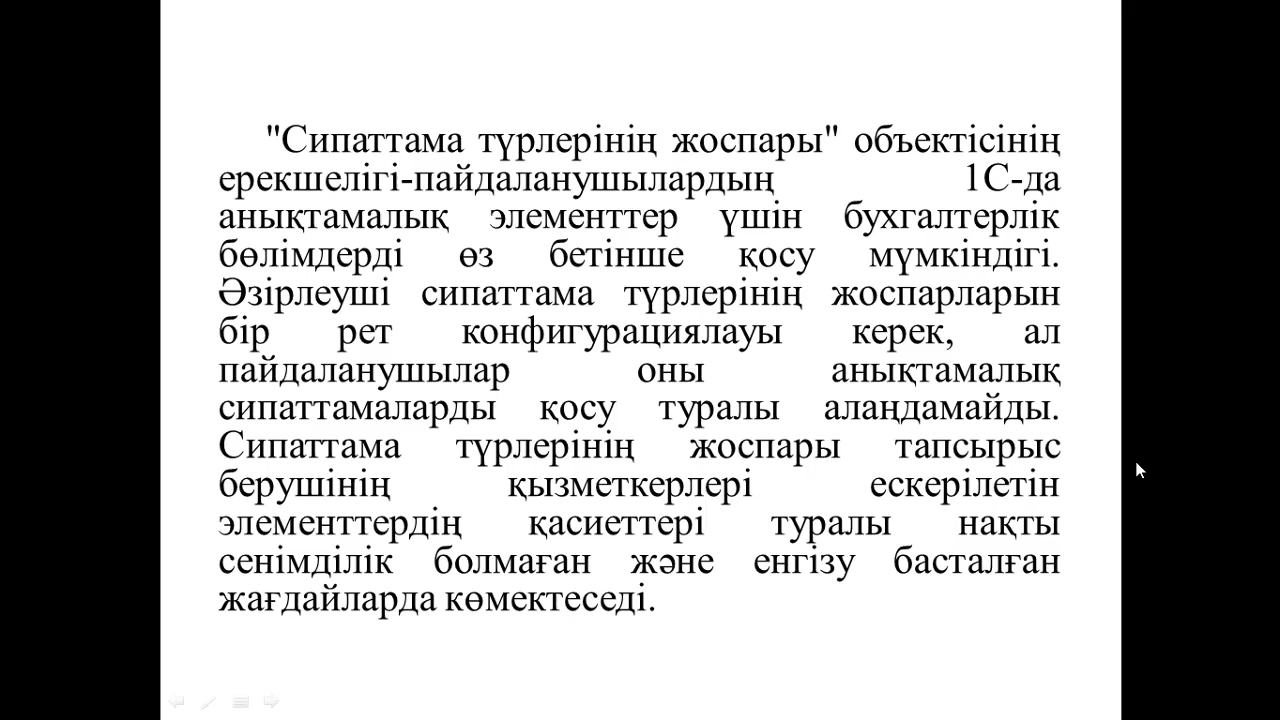 "Сипаттама түрлерінің жоспары" объектісінің
ерекшелігі-пайдаланушылардың 1С-да
анықтамалық элементтер үшін бухгалтерлік
бөлімдерді өз бетінше қосу мүмкіндігі.
Әзірлеуші сипаттама түрлерінің жоспарларын
бір рет конфигурациялауы керек, ал
пайдаланушылар оны анықтамалық
сипаттамаларды қосу туралы алаңдамайды.
Сипаттама түрлерінің жоспары тапсырыс
берушінің қызметкерлері ескерілетін
элементтердің қасиеттері туралы нақты
сенімділік болмаған және енгізу басталған
жағдайларда көмектеседі.